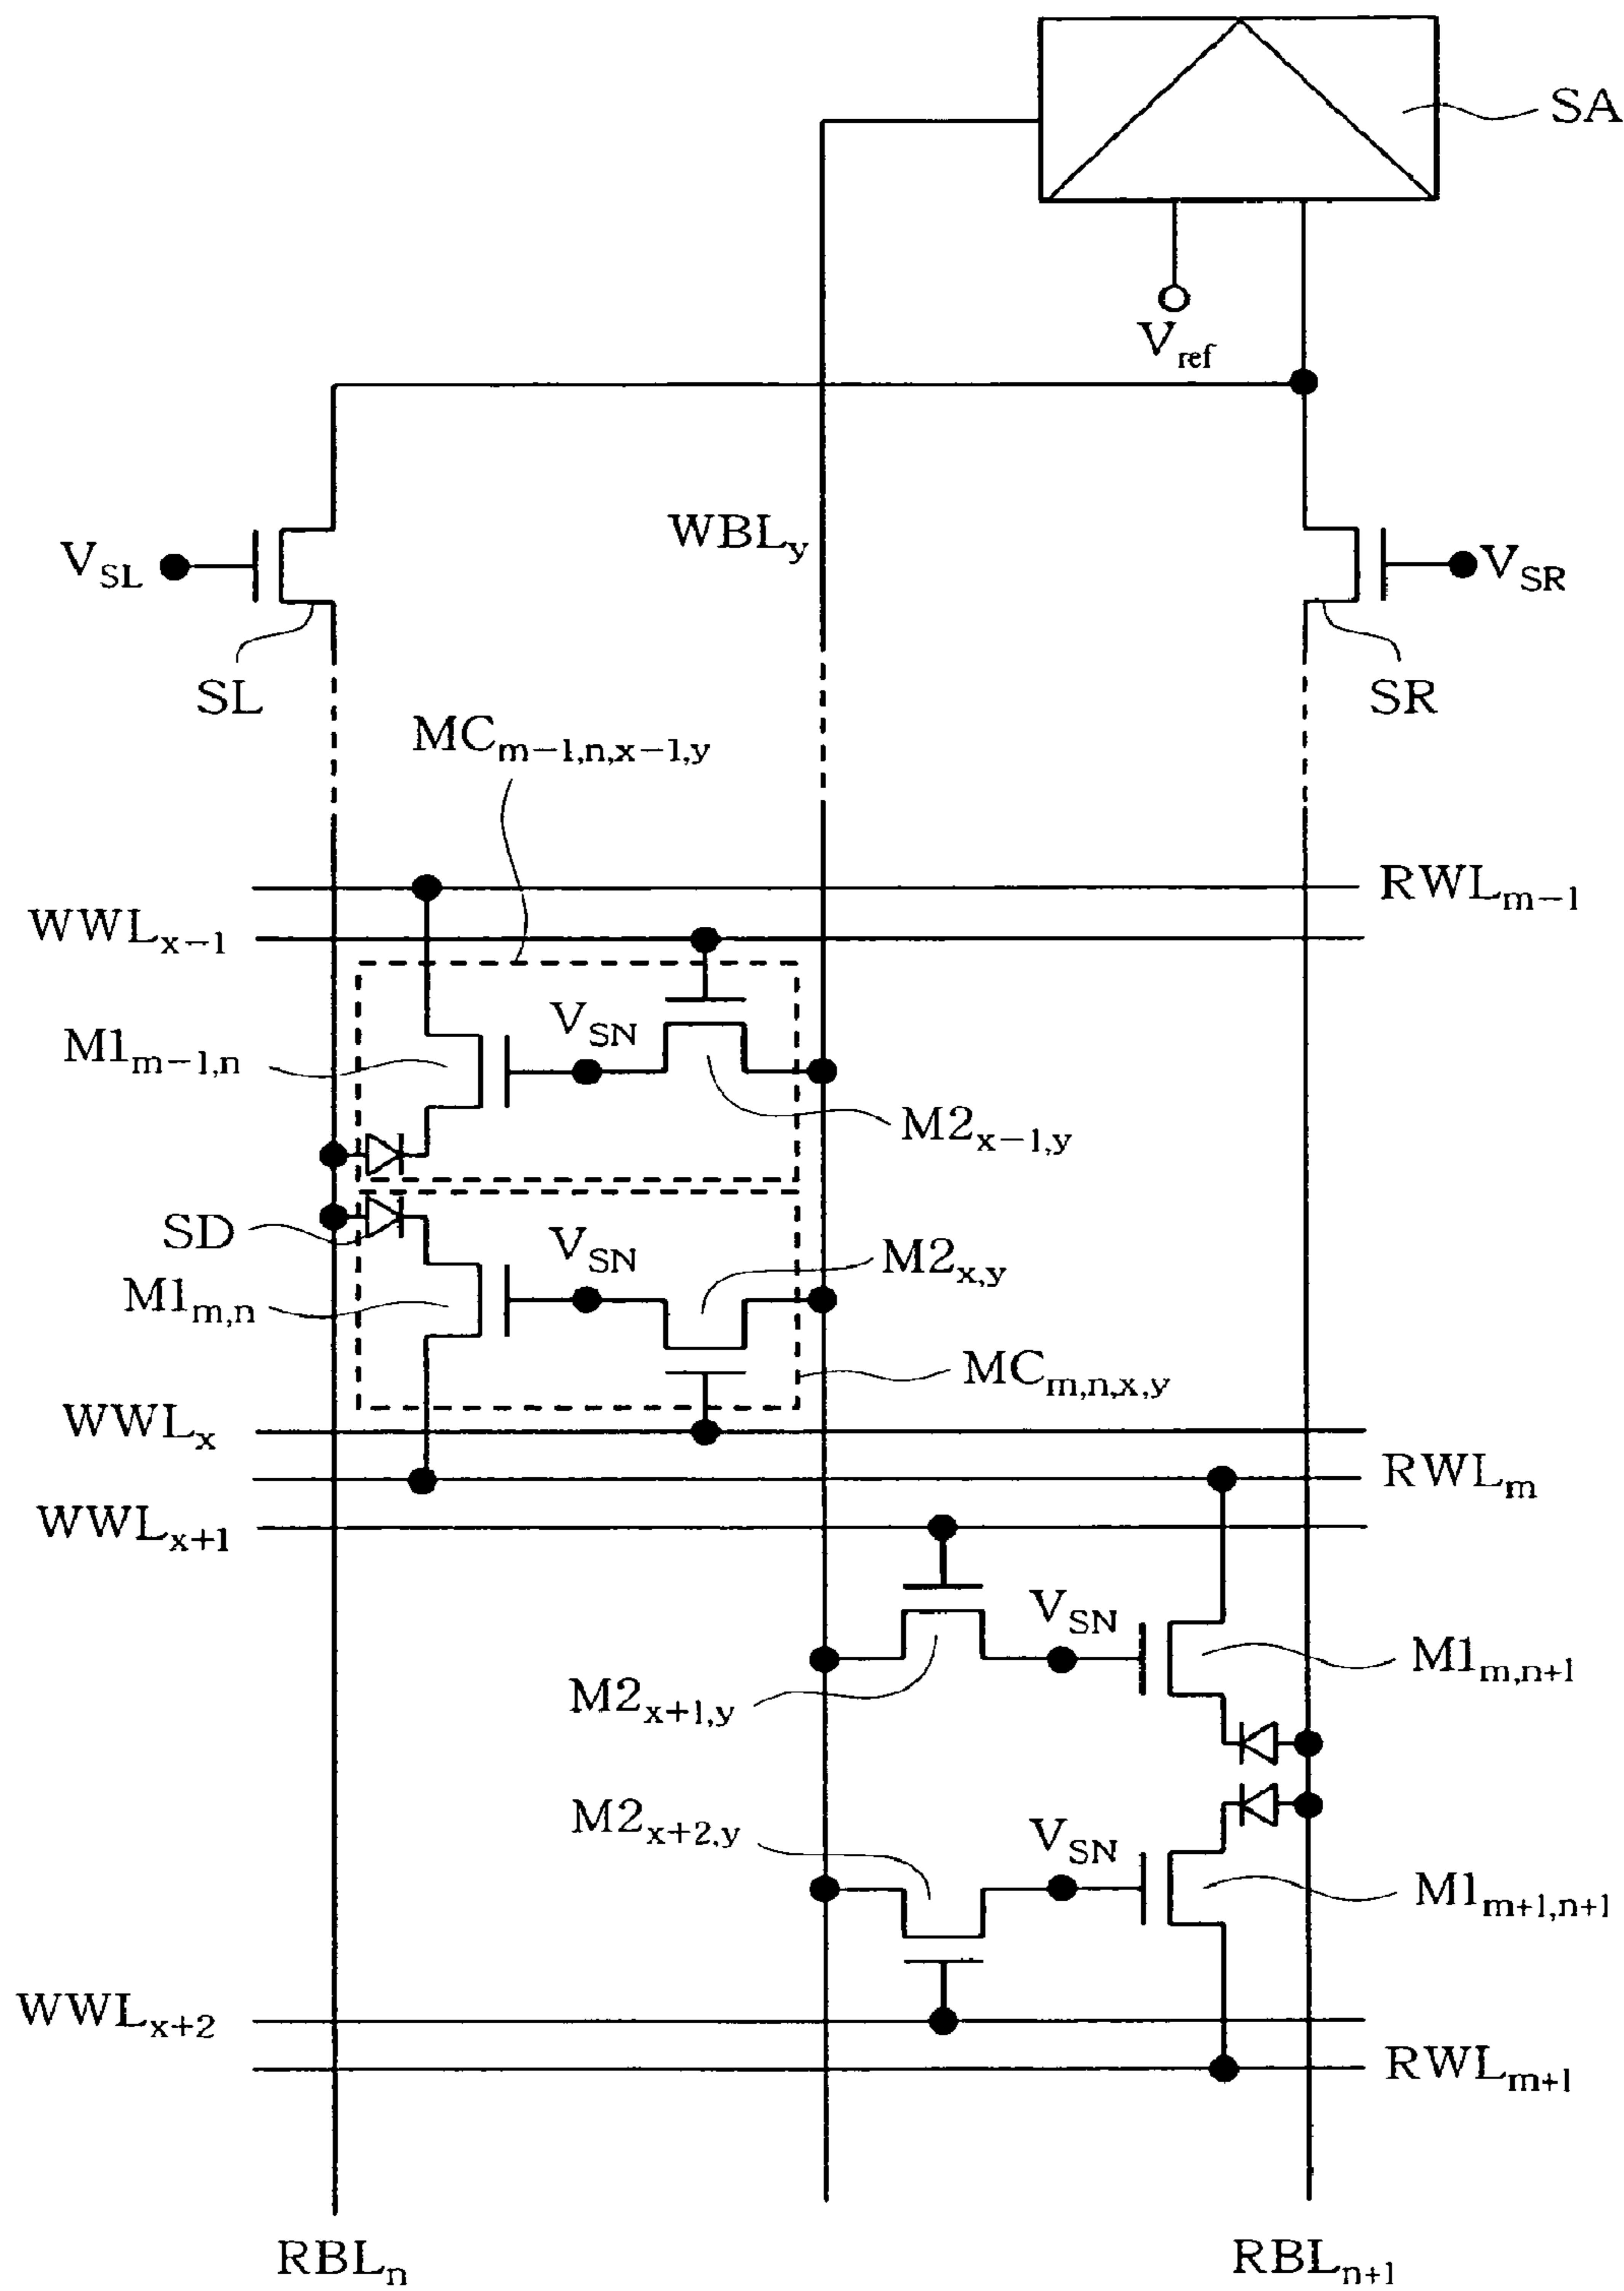 SA
V_ref
WBL_y
V_SL
V_SR
SL
SR
MC_m−1,n,x−1,y
RWL_m−1
WWL_x−1
V_SN
M1_m−1,n
M2_x−1,y
SD
V_SN
M2_x,y
M1_m,n
MC_m,n,x,y
WWL_x
RWL_m
WWL_x+1
V_SN
M1_m,n+1
M2_x+1,y
M2_x+2,y
V_SN
M1_m+1,n+1
WWL_x+2
RWL_m+1
RBL_n
RBL_n+1